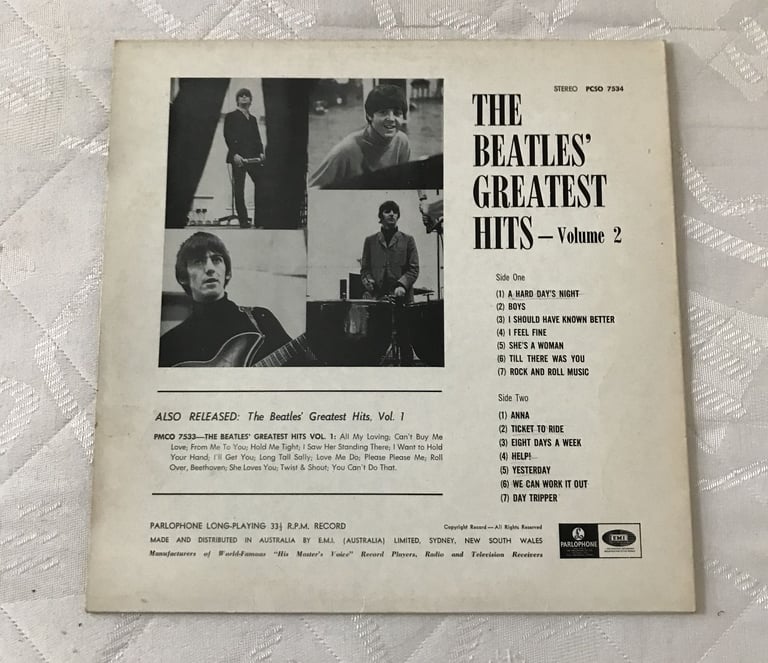 STEREO PCSO 7534
THE
BEATLES'
GREATEST
HITS — Volume 2
Side One
(1) A HARD DAY'S NIGHT
(2) BOYS
(3) I SHOULD HAVE KNOWN BETTER
(4) I FEEL FINE
(5) SHE'S A WOMAN
(6) TILL THERE WAS YOU
(7) ROCK AND ROLL MUSIC
Side Two
(1) ANNA
(2) TICKET TO RIDE
(3) EIGHT DAYS A WEEK
(4) HELP!
(5) YESTERDAY
(6) WE CAN WORK IT OUT
(7) DAY TRIPPER
ALSO RELEASED: The Beatles' Greatest Hits, Vol. 1
PMCO 7533—THE BEATLES' GREATEST HITS VOL. 1: All My Loving; Can't Buy Me
Love; From Me To You; Hold Me Tight; I Saw Her Standing There; I Want to Hold
Your Hand; I'll Get You; Long Tall Sally; Love Me Do; Please Please Me; Roll
Over, Beethoven; She Loves You; Twist & Shout; You Can't Do That.
PARLOPHONE LONG-PLAYING 33⅓ R.P.M. RECORD
Copyright Record — All Rights Reserved
MADE AND DISTRIBUTED IN AUSTRALIA BY E.M.I. (AUSTRALIA) LIMITED, SYDNEY, NEW SOUTH WALES
Manufacturers of World-Famous "His Master's Voice" Record Players, Radio and Television Receivers
PARLOPHONE
EMI